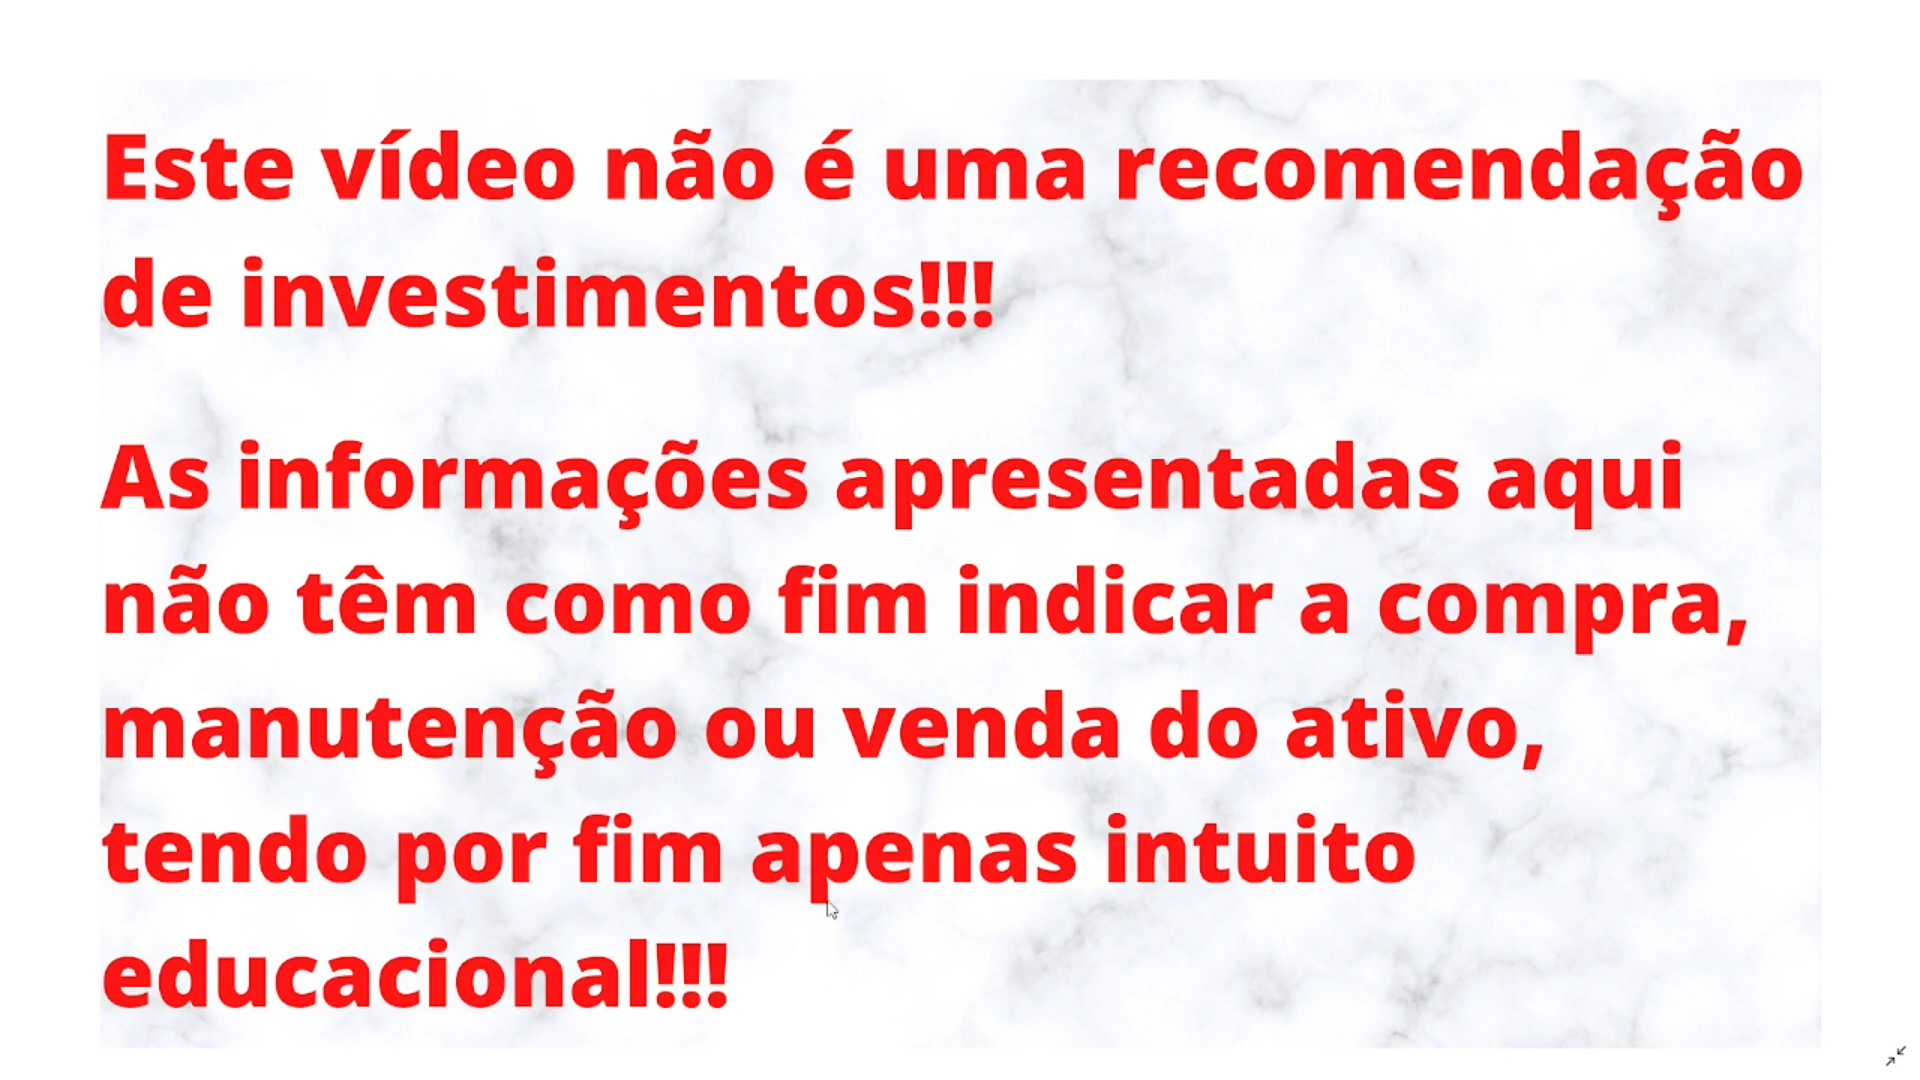 Este vídeo não é uma recomendação
de investimentos!!!
As informações apresentadas aqui
não têm como fim indicar a compra,
manutenção ou venda do ativo,
tendo por fim apenas intuito
educacional!!!